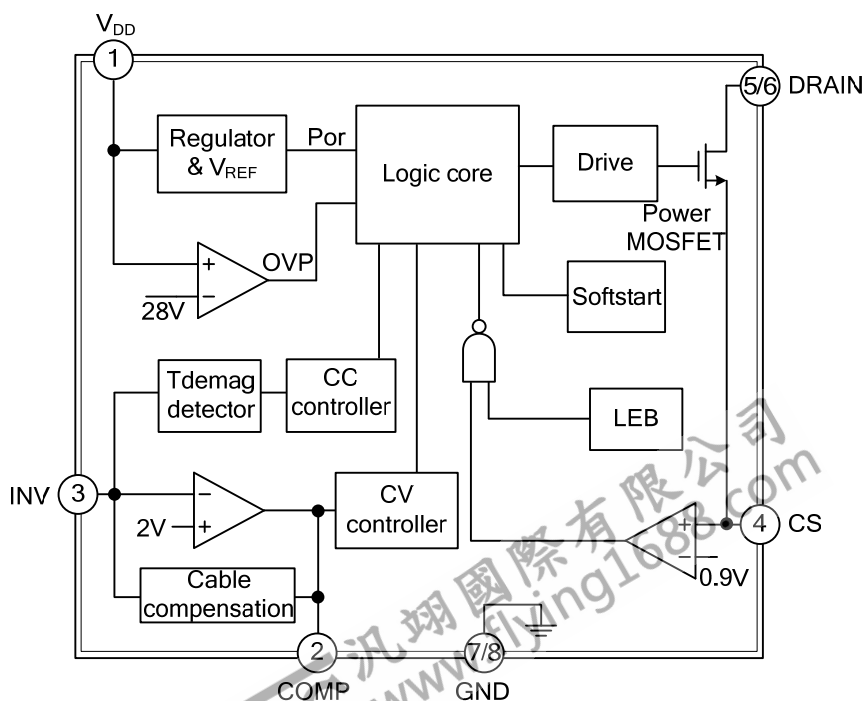 VDD
1
5/6 DRAIN
Regulator
& VREF
Por
Logic core
Drive
Power
MOSFET
+
OVP
−
28V
Softstart
Tdemag
detector
CC
controller
LEB
INV 3
−
2V +
CV
controller
+
4 CS
−
0.9V
Cable
compensation
2
COMP
7/8
GND
汎翊國際有限公司
www.flying1688.com